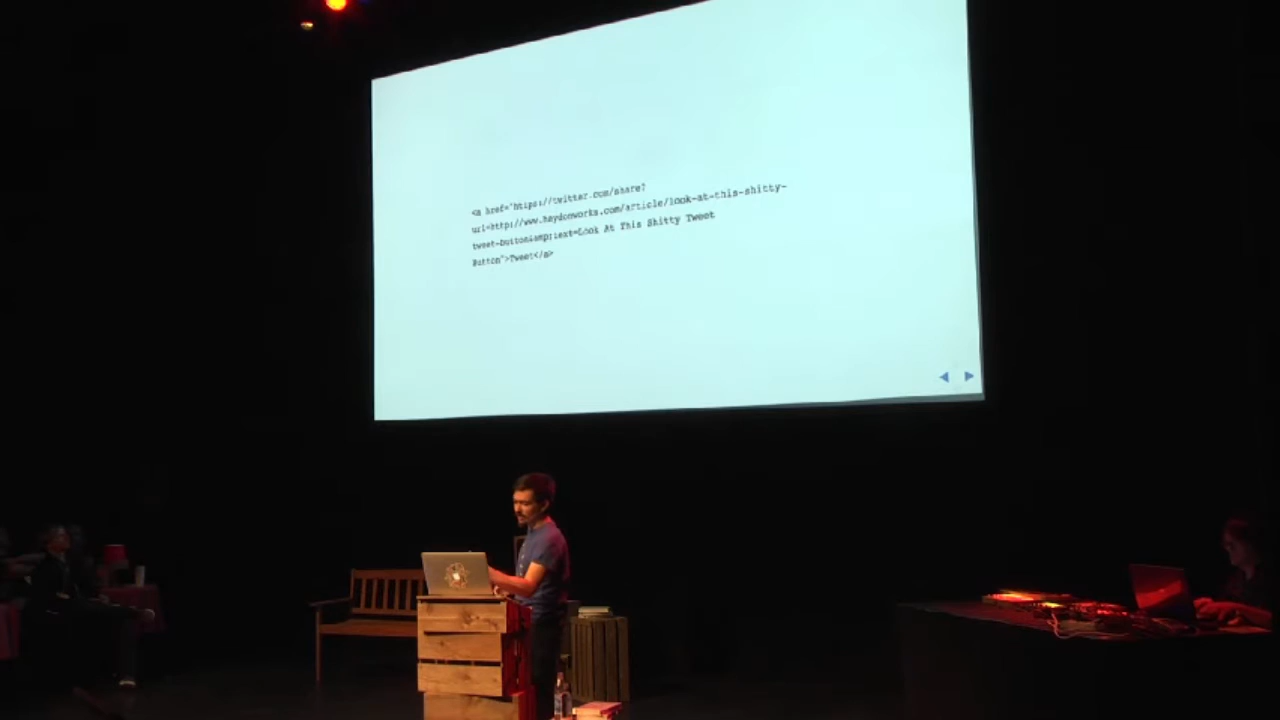 <a href="https://twitter.com/share?
url=http://www.heydonworks.com/article/look-at-this-shitty-
tweet-button&amp;text=Look At This Shitty Tweet
Button">Tweet</a>